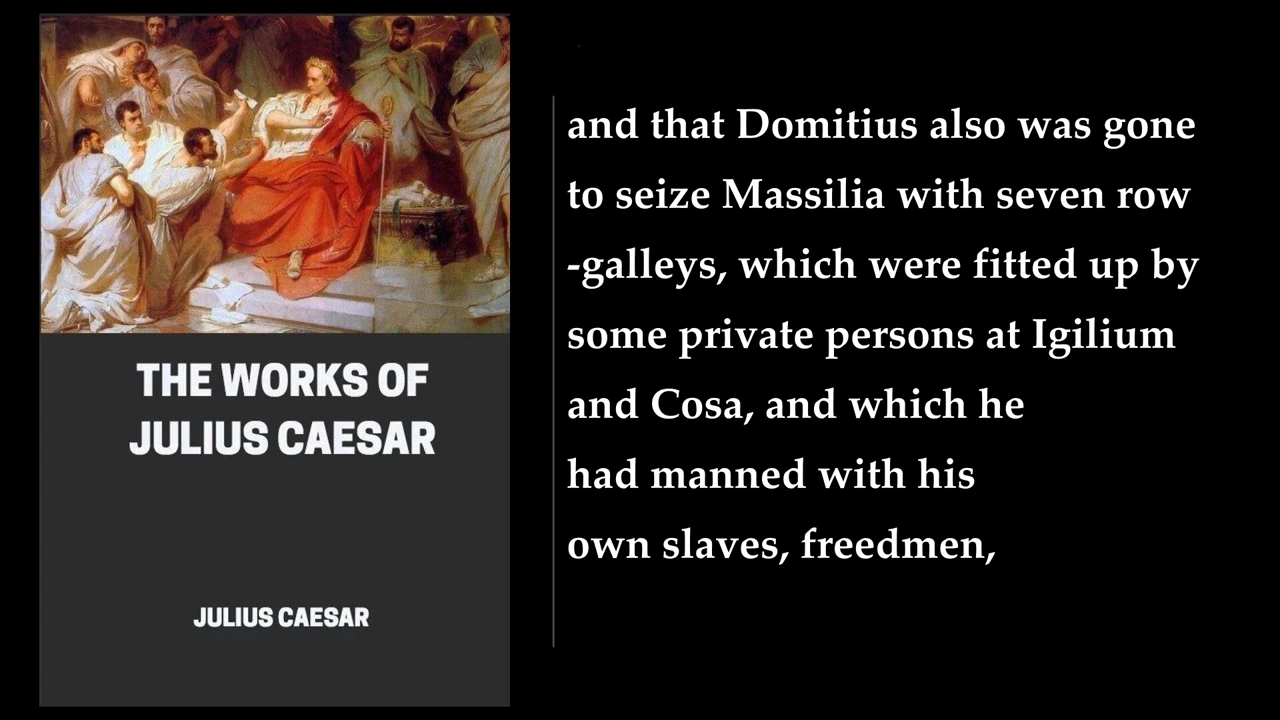 THE WORKS OF
JULIUS CAESAR
JULIUS CAESAR
and that Domitius also was gone
to seize Massilia with seven row
-galleys, which were fitted up by
some private persons at Igilium
and Cosa, and which he
had manned with his
own slaves, freedmen,